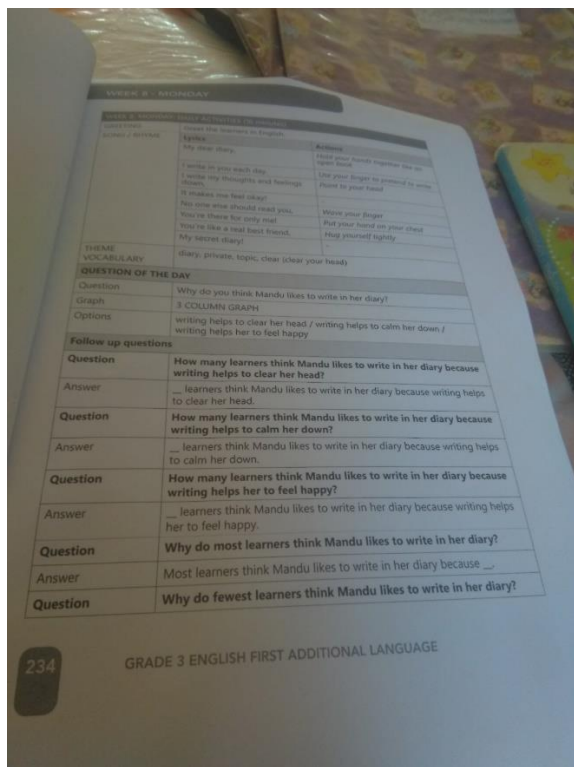 WEEK 6 - MONDAY
GREETING
Greet the learners in English.
SONG / RHYME
Lyrics
Actions
My dear diary,
Hold your hands together like an
open book
I write in you each day.
Use your finger to pretend to write
I write my thoughts and feelings
down,
Point to your head
It makes me feel okay!
No one else should read you,
Wave your finger
You're there for only me!
Put your hand on your chest
You're like a real best friend,
Hug yourself tightly
My secret diary!
THEME
VOCABULARY
diary, private, topic, clear (clear your head)
QUESTION OF THE DAY
Question
Why do you think Mandu likes to write in her diary?
Graph
3 COLUMN GRAPH
Options
writing helps to clear her head / writing helps to calm her down /
writing helps her to feel happy
Follow up questions
Question
How many learners think Mandu likes to write in her diary because
writing helps to clear her head?
Answer
__ learners think Mandu likes to write in her diary because writing helps
to clear her head.
Question
How many learners think Mandu likes to write in her diary because
writing helps to calm her down?
Answer
__ learners think Mandu likes to write in her diary because writing helps
to calm her down.
Question
How many learners think Mandu likes to write in her diary because
writing helps her to feel happy?
Answer
__ learners think Mandu likes to write in her diary because writing helps
her to feel happy.
Question
Why do most learners think Mandu likes to write in her diary?
Answer
Most learners think Mandu likes to write in her diary because __.
Question
Why do fewest learners think Mandu likes to write in her diary?
234
GRADE 3 ENGLISH FIRST ADDITIONAL LANGUAGE